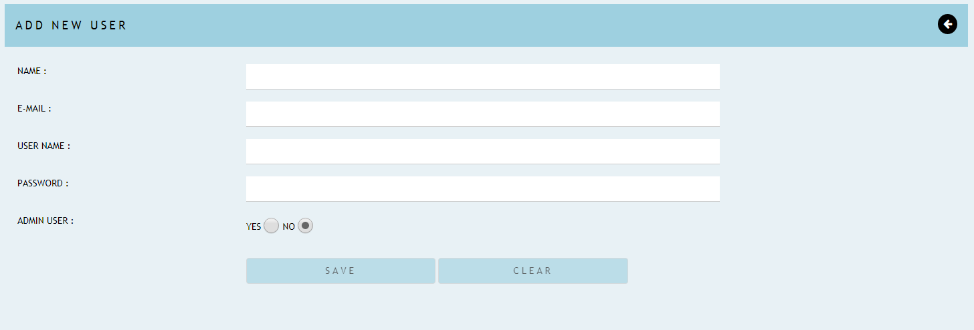 ADD NEW USER
NAME :
E-MAIL :
USER NAME :
PASSWORD :
ADMIN USER :
YES NO
SAVE CLEAR